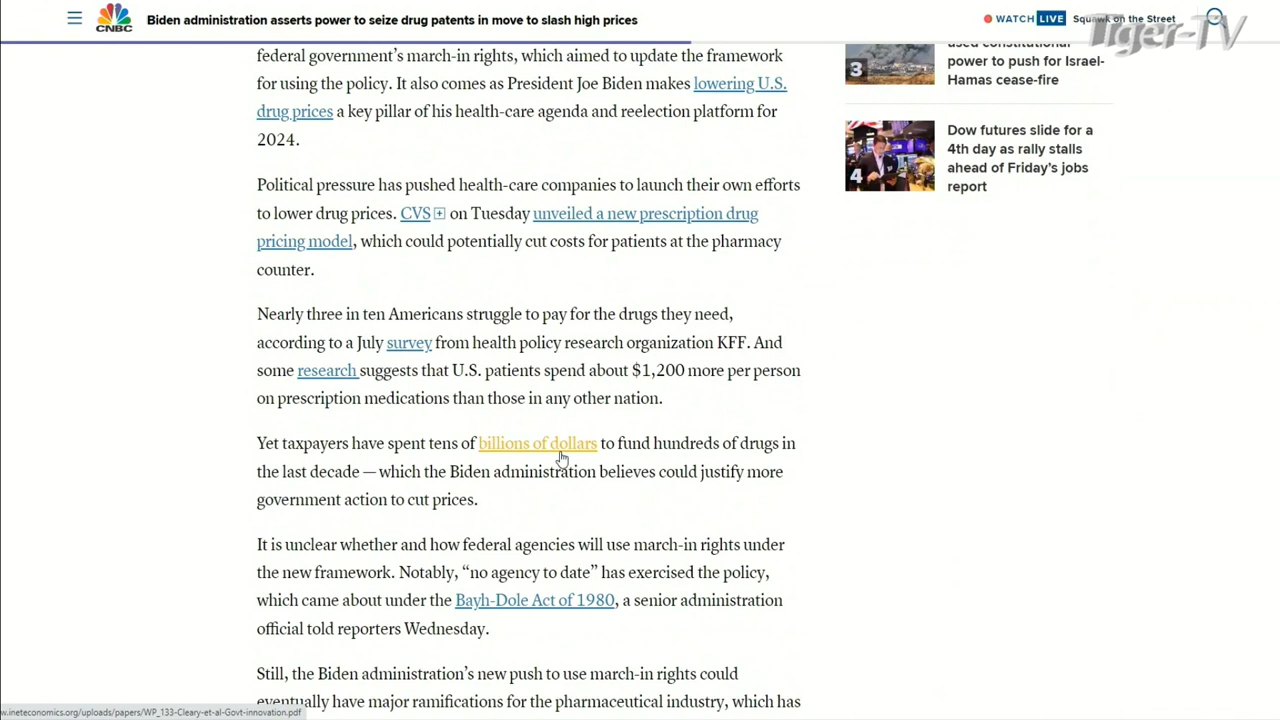 CNBC
Biden administration asserts power to seize drug patents in move to slash high prices
WATCH LIVE Squawk on the Street
Tiger-TV
federal government's march-in rights, which aimed to update the framework
for using the policy. It also comes as President Joe Biden makes lowering U.S.
drug prices a key pillar of his health-care agenda and reelection platform for
2024.
Political pressure has pushed health-care companies to launch their own efforts
to lower drug prices. CVS on Tuesday unveiled a new prescription drug
pricing model, which could potentially cut costs for patients at the pharmacy
counter.
Nearly three in ten Americans struggle to pay for the drugs they need,
according to a July survey from health policy research organization KFF. And
some research suggests that U.S. patients spend about $1,200 more per person
on prescription medications than those in any other nation.
Yet taxpayers have spent tens of billions of dollars to fund hundreds of drugs in
the last decade — which the Biden administration believes could justify more
government action to cut prices.
It is unclear whether and how federal agencies will use march-in rights under
the new framework. Notably, “no agency to date” has exercised the policy,
which came about under the Bayh-Dole Act of 1980, a senior administration
official told reporters Wednesday.
Still, the Biden administration's new push to use march-in rights could
eventually have major ramifications for the pharmaceutical industry, which has
used constitutional
power to push for Israel-
Hamas cease-fire
3
Dow futures slide for a
4th day as rally stalls
ahead of Friday's jobs
report
4
w.ineteconomics.org/uploads/papers/WP_133-Cleary-et-al-Govt-innovation.pdf